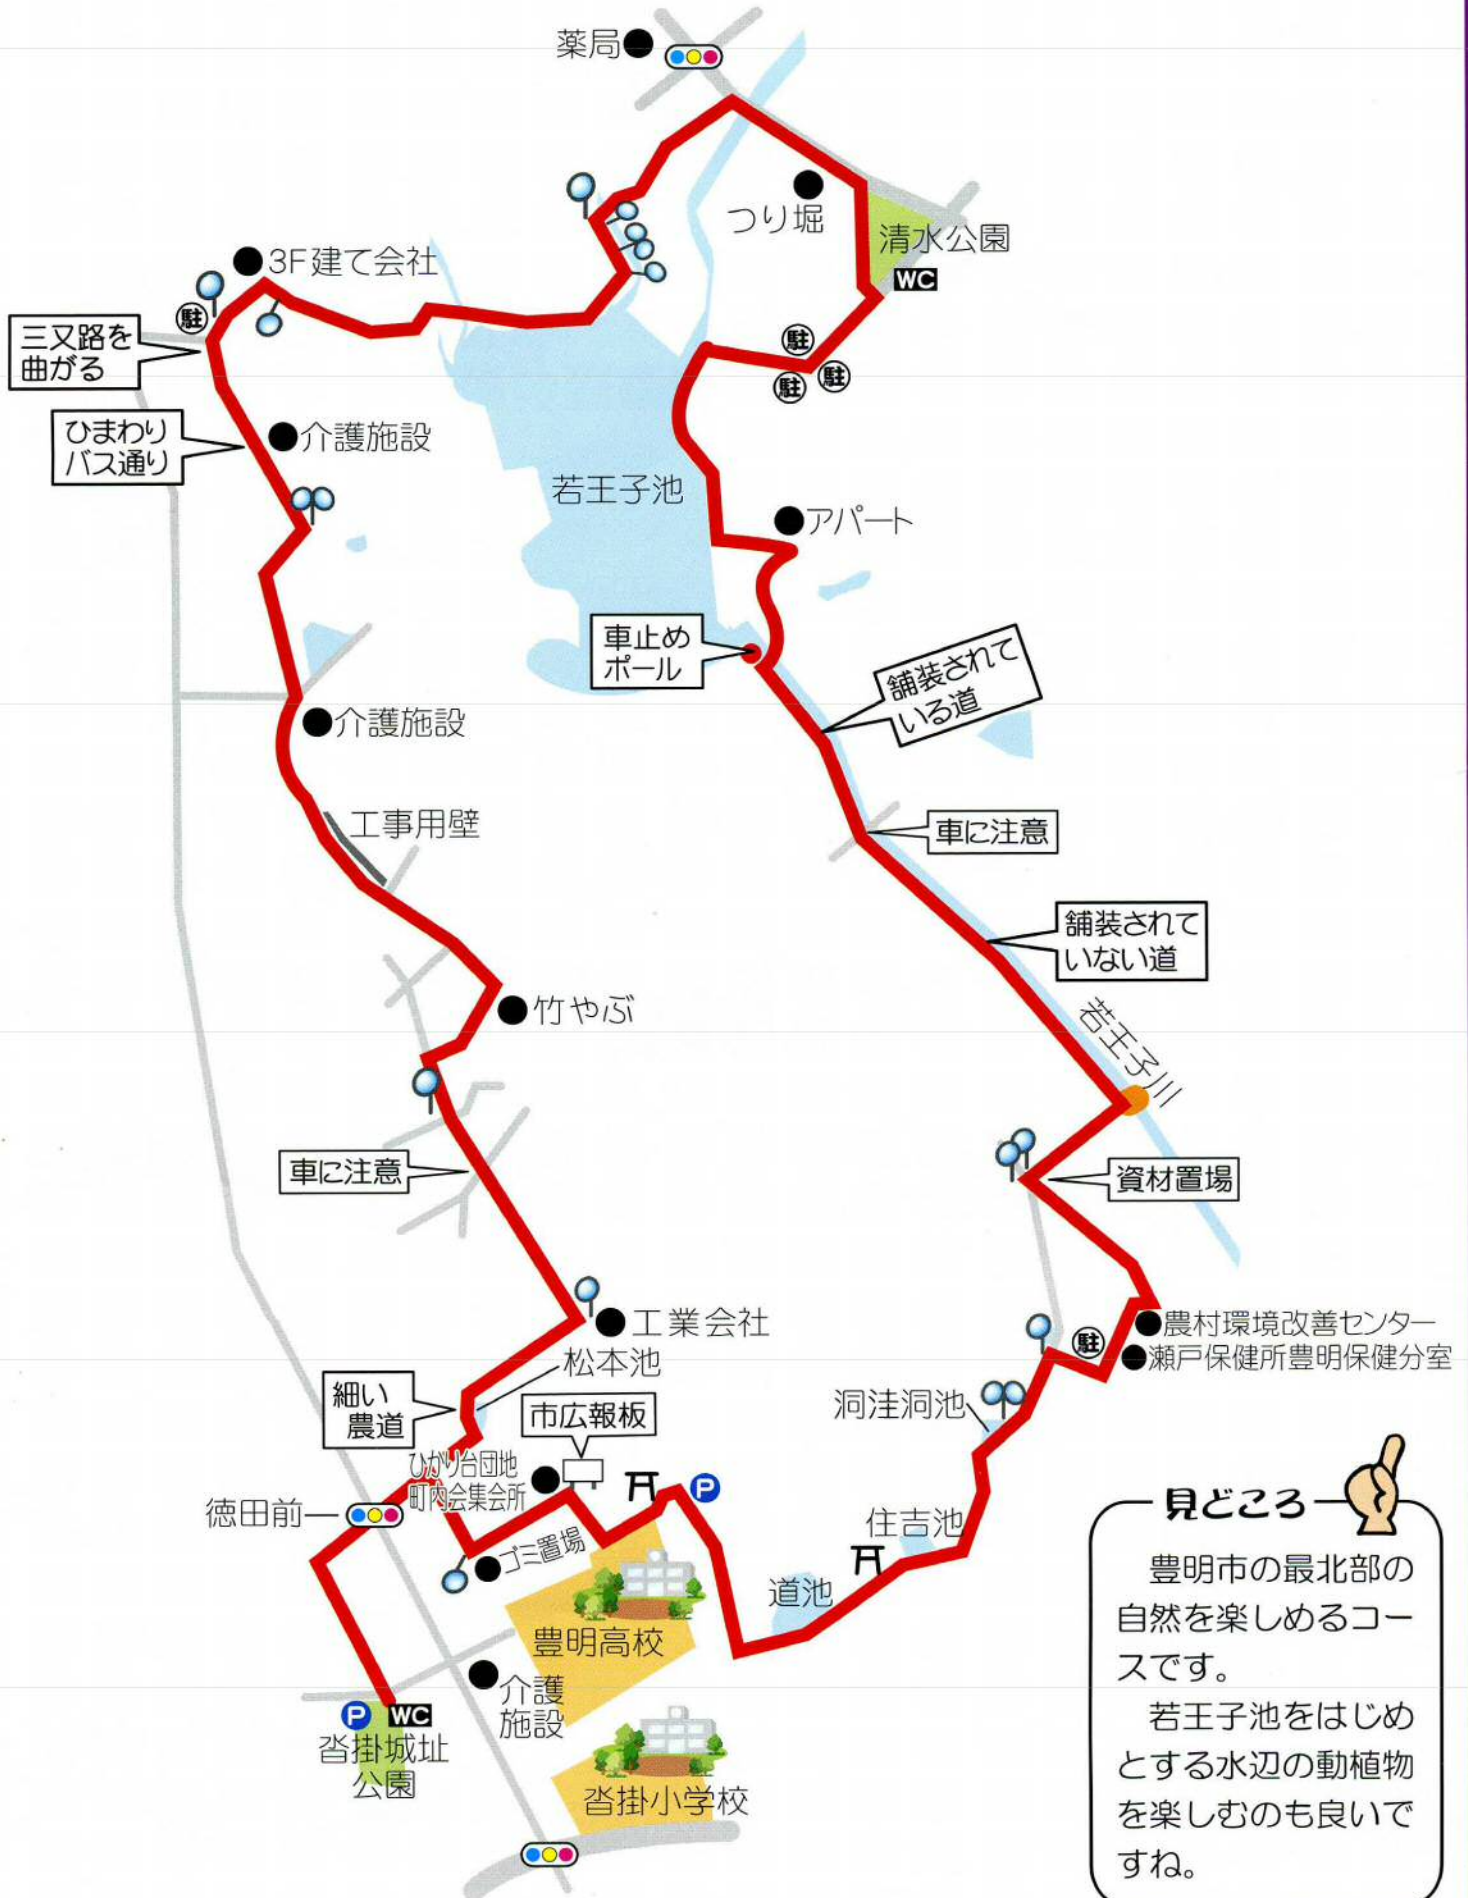 薬局
つり堀
清水公園
WC
3F建て会社
駐
三又路を
曲がる
駐
駐
駐
ひまわり
バス通り
介護施設
若王子池
アパート
車止め
ポール
舗装されて
いる道
介護施設
工事用壁
車に注意
舗装されて
いない道
竹やぶ
若王子川
車に注意
資材置場
工業会社
農村環境改善センター
駐
瀬戸保健所豊明保健分室
松本池
細い
農道
市広報板
洞洼洞池
ひがり台団地
町内会集会所
徳田前
P
住吉池
ゴミ置場
道池
豊明高校
介護
施設
P
WC
沓掛城址
公園
沓掛小学校
見どころ
豊明市の最北部の
自然を楽しめるコー
スです。
若王子池をはじめ
とする水辺の動植物
を楽しむのも良いで
すね。